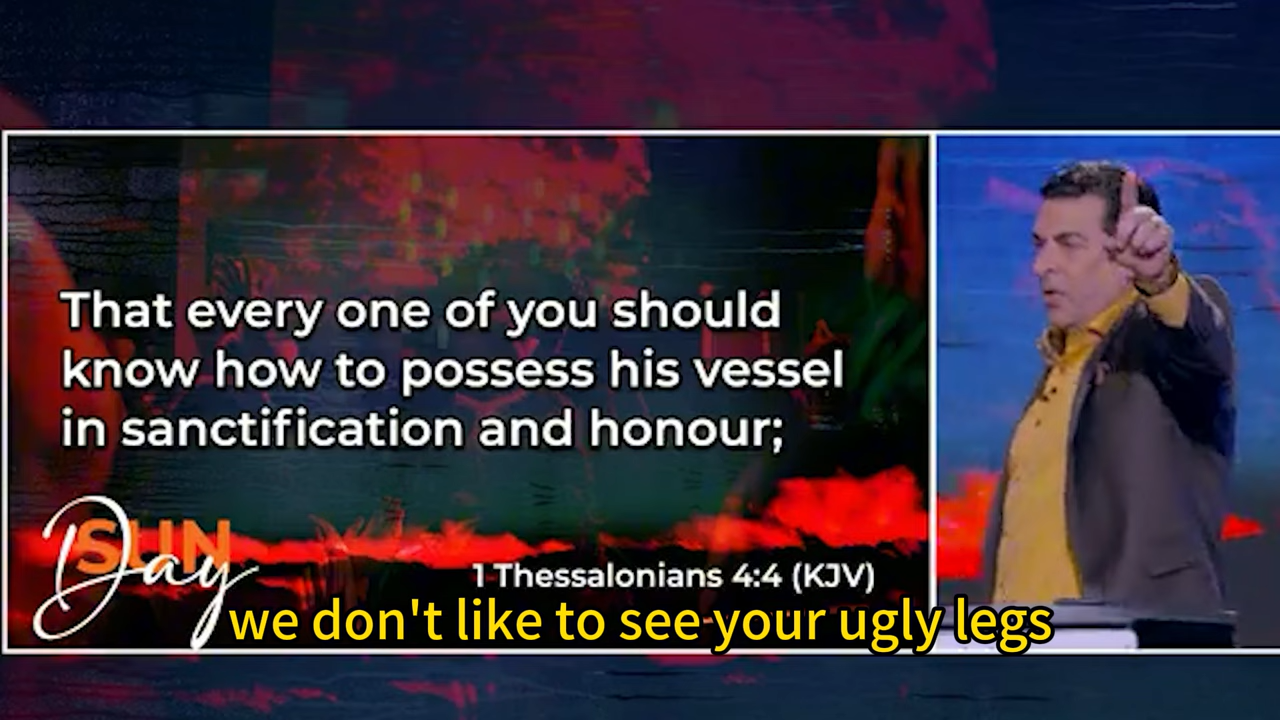 That every one of you should
know how to possess his vessel
in sanctification and honour;
SUN
Day
1 Thessalonians 4:4 (KJV)
we don't like to see your ugly legs